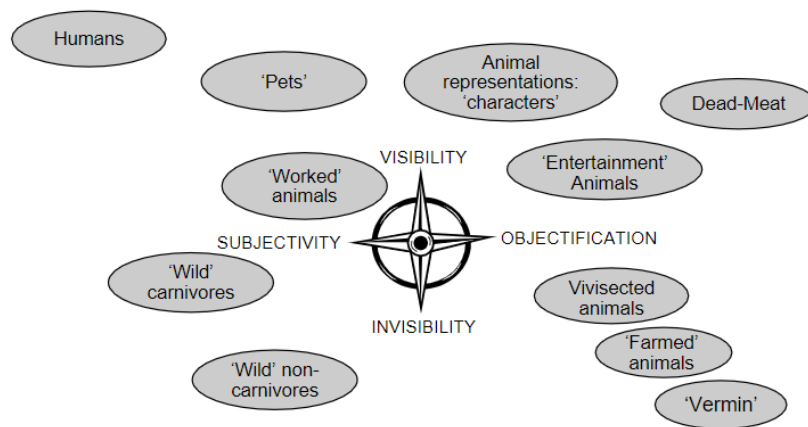 Humans
‘Pets’
Animal
representations:
‘characters’
Dead-Meat
VISIBILITY
‘Worked’
animals
‘Entertainment’
Animals
SUBJECTIVITY
OBJECTIFICATION
‘Wild’
carnivores
Vivisected
animals
INVISIBILITY
‘Farmed’
animals
‘Wild’ non-
carnivores
‘Vermin’